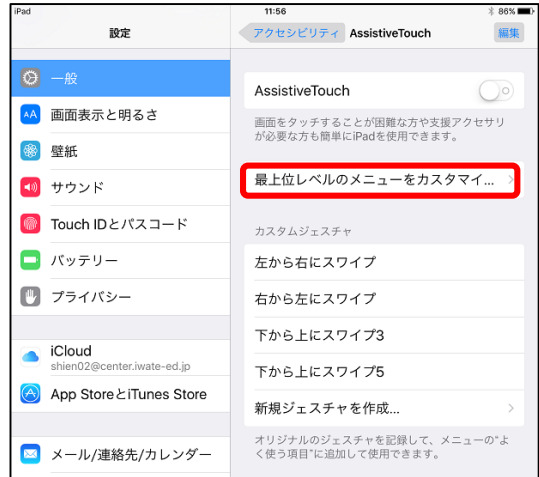 iPad
11:56
86%
設定
アクセシビリティ
AssistiveTouch
編集
一般
画面表示と明るさ
壁紙
サウンド
Touch IDとパスコード
バッテリー
プライバシー
iCloud
shien02@center.iwate-ed.jp
App StoreとiTunes Store
メール/連絡先/カレンダー
AssistiveTouch
画面をタッチすることが困難な方や支援アクセサリ
が必要な方も簡単にiPadを使用できます。
最上位レベルのメニューをカスタマイ...
カスタムジェスチャ
左から右にスワイプ
右から左にスワイプ
下から上にスワイプ3
下から上にスワイプ5
新規ジェスチャを作成...
オリジナルのジェスチャを記録して、メニューの"よ
く使う項目"に追加して使用できます。